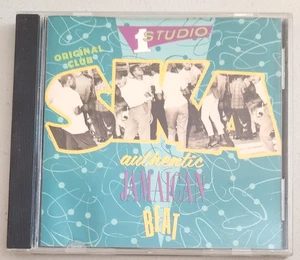 1 STUDIO
ORIGINAL
CLUB
SKA
authentic
JAMAICAN
BEAT